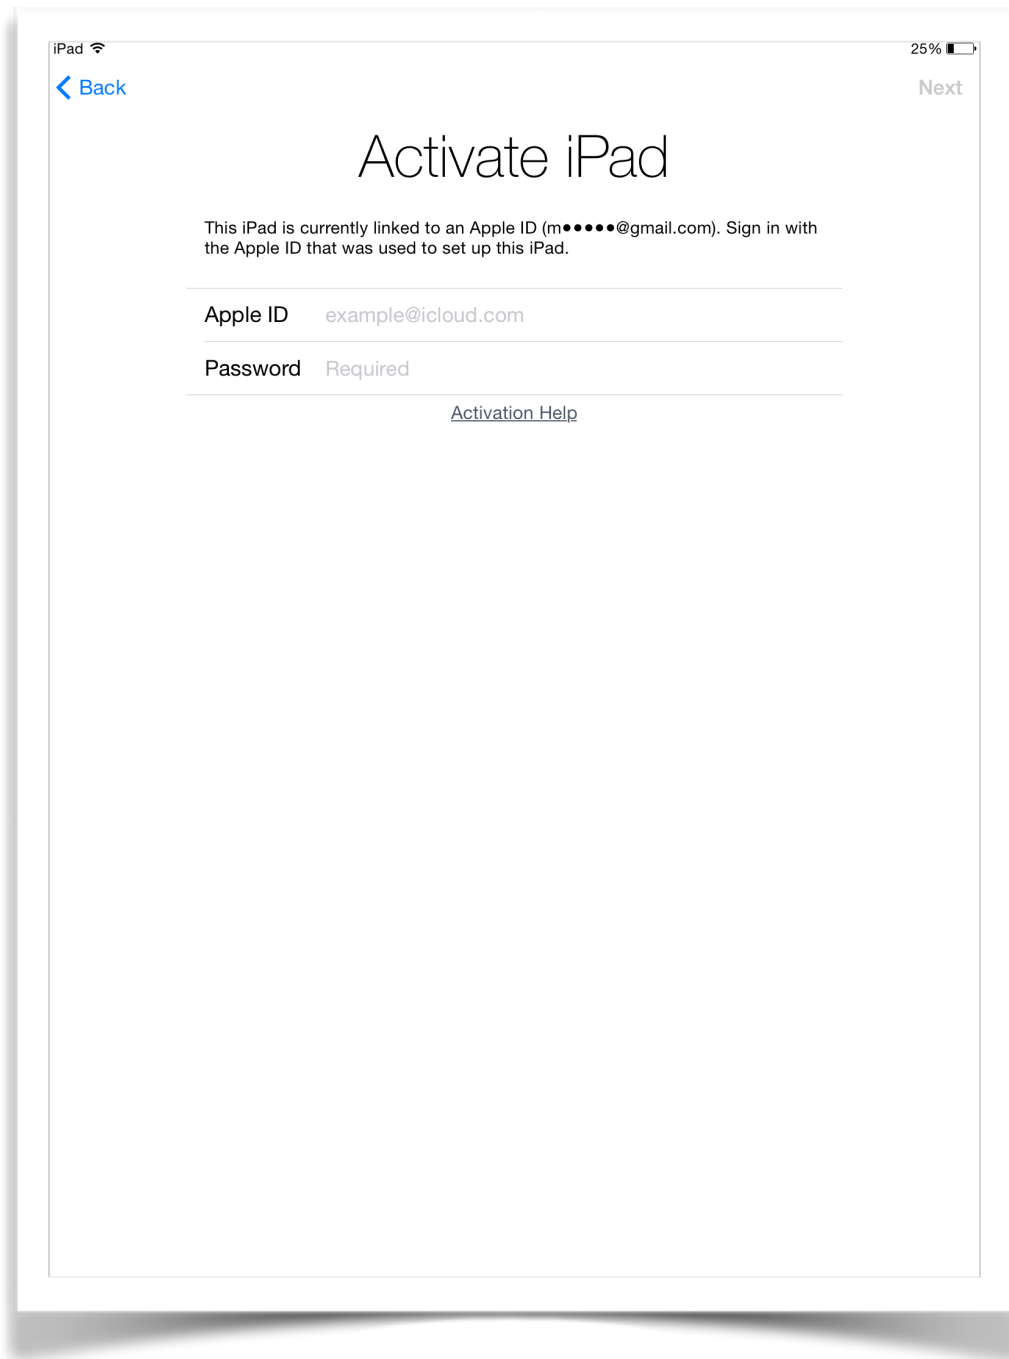 iPad 25%
Back Next
Activate iPad
This iPad is currently linked to an Apple ID (m●●●●●@gmail.com). Sign in with
the Apple ID that was used to set up this iPad.
Apple ID example@icloud.com
Password Required
Activation Help